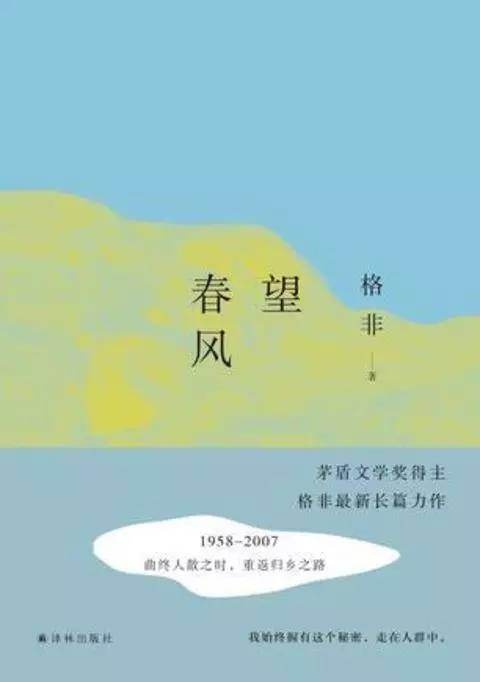 望
春风
格非
著
茅盾文学奖得主
格非最新长篇力作
1958-2007
曲终人散之时，重返归乡之路
译林出版社
我始终握有这个秘密，走在人群中。